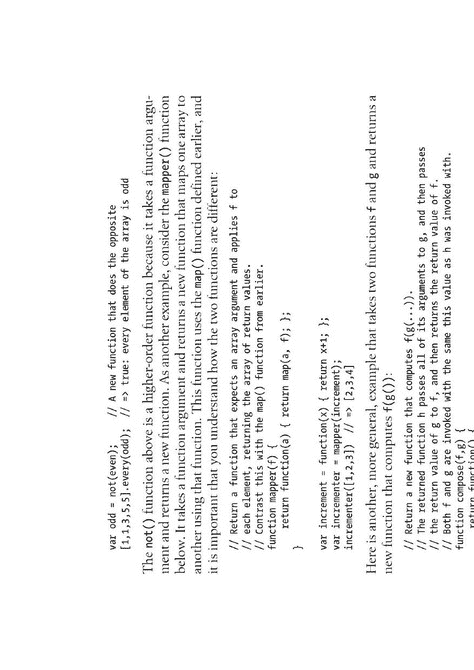 var odd = not(even);    // A new function that does the opposite
[1,1,3,5,5].every(odd);  // => true: every element of the array is odd
The not() function above is a higher-order function because it takes a function argu-
ment and returns a new function. As another example, consider the mapper() function
below. It takes a function argument and returns a new function that maps one array to
another using that function. This function uses the map() function defined earlier, and
it is important that you understand how the two functions are different:
// Return a function that expects an array argument and applies f to
// each element, returning the array of return values.
// Contrast this with the map() function from earlier.
function mapper(f) {
    return function(a) { return map(a, f); };
}
var increment = function(x) { return x+1; };
var incrementer = mapper(increment);
incrementer([1,2,3])  // => [2,3,4]
Here is another, more general, example that takes two functions f and g and returns a
new function that computes f(g()):
// Return a new function that computes f(g(...)).
// The returned function h passes all of its arguments to g, and then passes
// the return value of g to f, and then returns the return value of f.
// Both f and g are invoked with the same this value as h was invoked with.
function compose(f,g) {
    return function() {